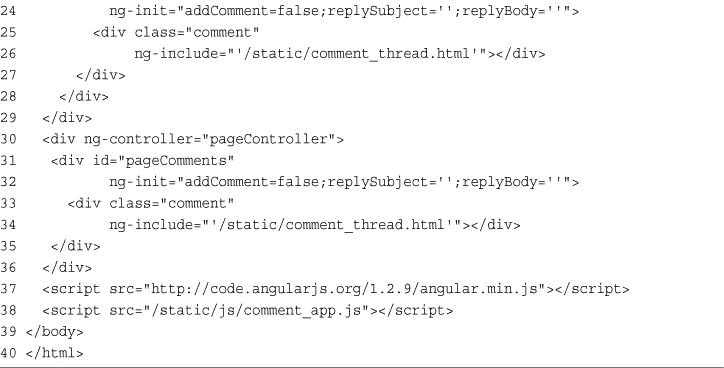 24           ng-init="addComment=false;replySubject='';replyBody=''">
25         <div class="comment"
26              ng-include="'/static/comment_thread.html'"></div>
27       </div>
28     </div>
29   </div>
30   <div ng-controller="pageController">
31    <div id="pageComments"
32           ng-init="addComment=false;replySubject='';replyBody=''">
33      <div class="comment"
34           ng-include="'/static/comment_thread.html'"></div>
35    </div>
36   </div>
37   <script src="http://code.angularjs.org/1.2.9/angular.min.js"></script>
38   <script src="/static/js/comment_app.js"></script>
39 </body>
40 </html>